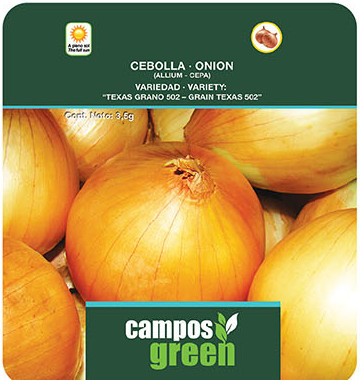 A pleno sol
The full sun
CEBOLLA · ONION
(ALLIUM - CEPA)
VARIEDAD · VARIETY:
"TEXAS GRANO 502 – GRAIN TEXAS 502"
Cont. Neto: 3,5g
campos
green